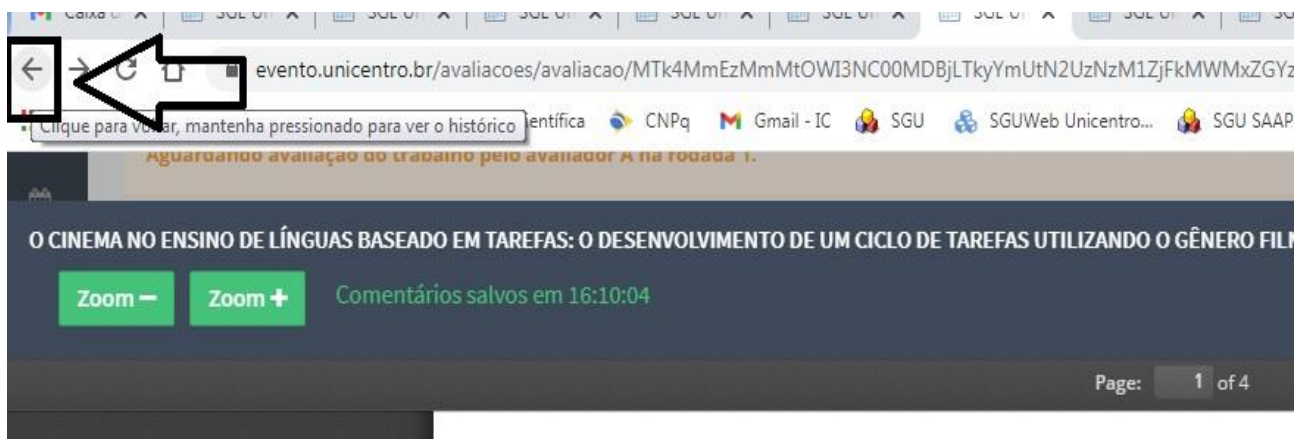 evento.unicentro.br/avaliacoes/avaliacao/
Clique para voltar, mantenha pressionado para ver o histórico
entífica CNPq Gmail - IC SGU SGUWeb Unicentro... SGU SAAP
Aguardando avaliação do trabalho pelo avaliador A na rodada 1.
O CINEMA NO ENSINO DE LÍNGUAS BASEADO EM TAREFAS: O DESENVOLVIMENTO DE UM CICLO DE TAREFAS UTILIZANDO O GÊNERO
Zoom − Zoom + Comentários salvos em 16:10:04
Page: 1 of 4